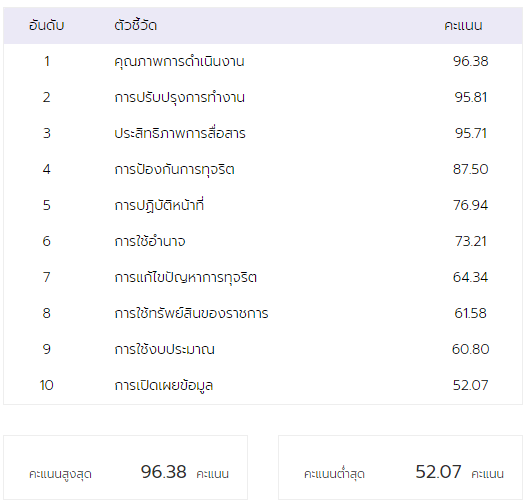 อันดับ ตัวชี้วัด คะแนน
1 คุณภาพการดำเนินงาน 96.38
2 การปรับปรุงการทำงาน 95.81
3 ประสิทธิภาพการสื่อสาร 95.71
4 การป้องกันการทุจริต 87.50
5 การปฏิบัติหน้าที่ 76.94
6 การใช้อำนาจ 73.21
7 การแก้ไขปัญหาการทุจริต 64.34
8 การใช้ทรัพย์สินของราชการ 61.58
9 การใช้งบประมาณ 60.80
10 การเปิดเผยข้อมูล 52.07
คะแนนสูงสุด 96.38 คะแนน คะแนนต่ำสุด 52.07 คะแนน